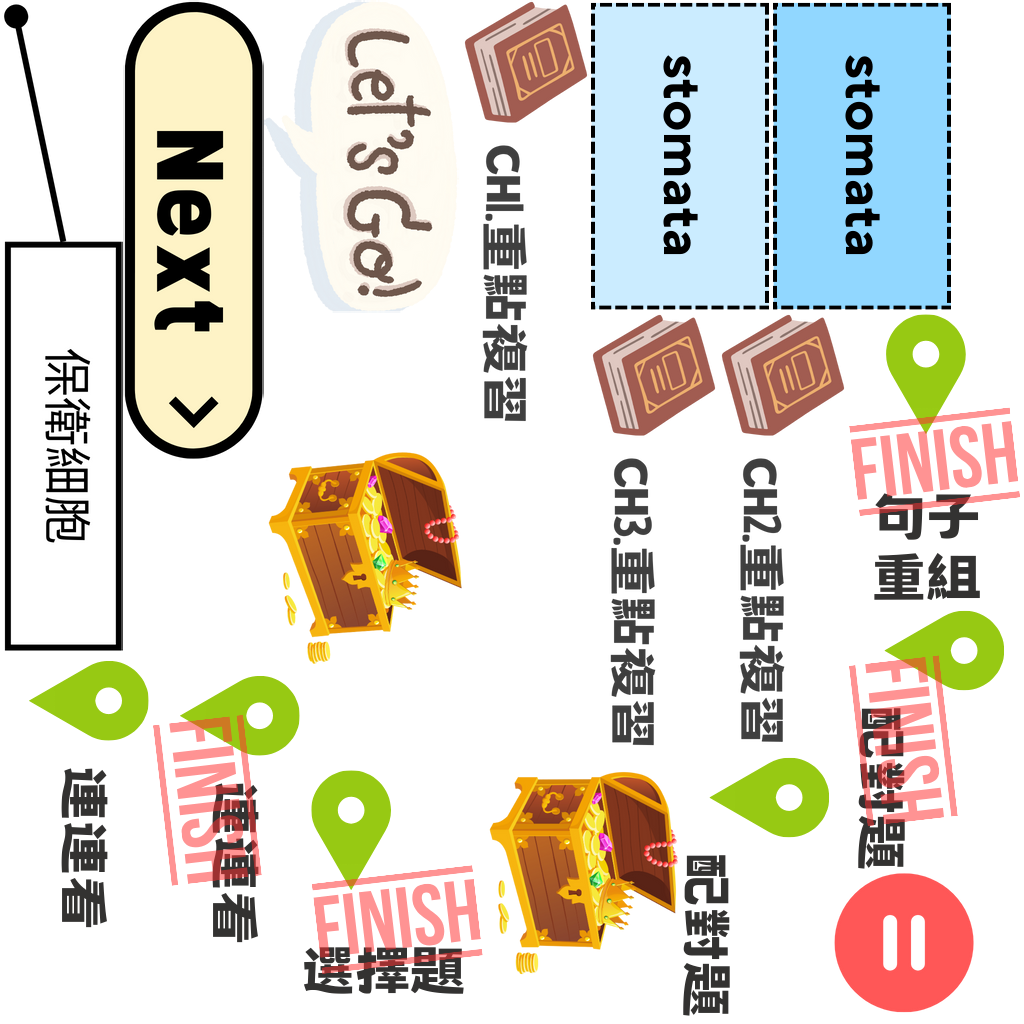 Next
Let's Go!
CH1.重點複習
stomata
stomata
保衛細胞
CH3.重點複習
CH2.重點複習
FINISH
句子
重組
FINISH
配對題
連連看
FINISH
連連看
FINISH
選擇題
配對題